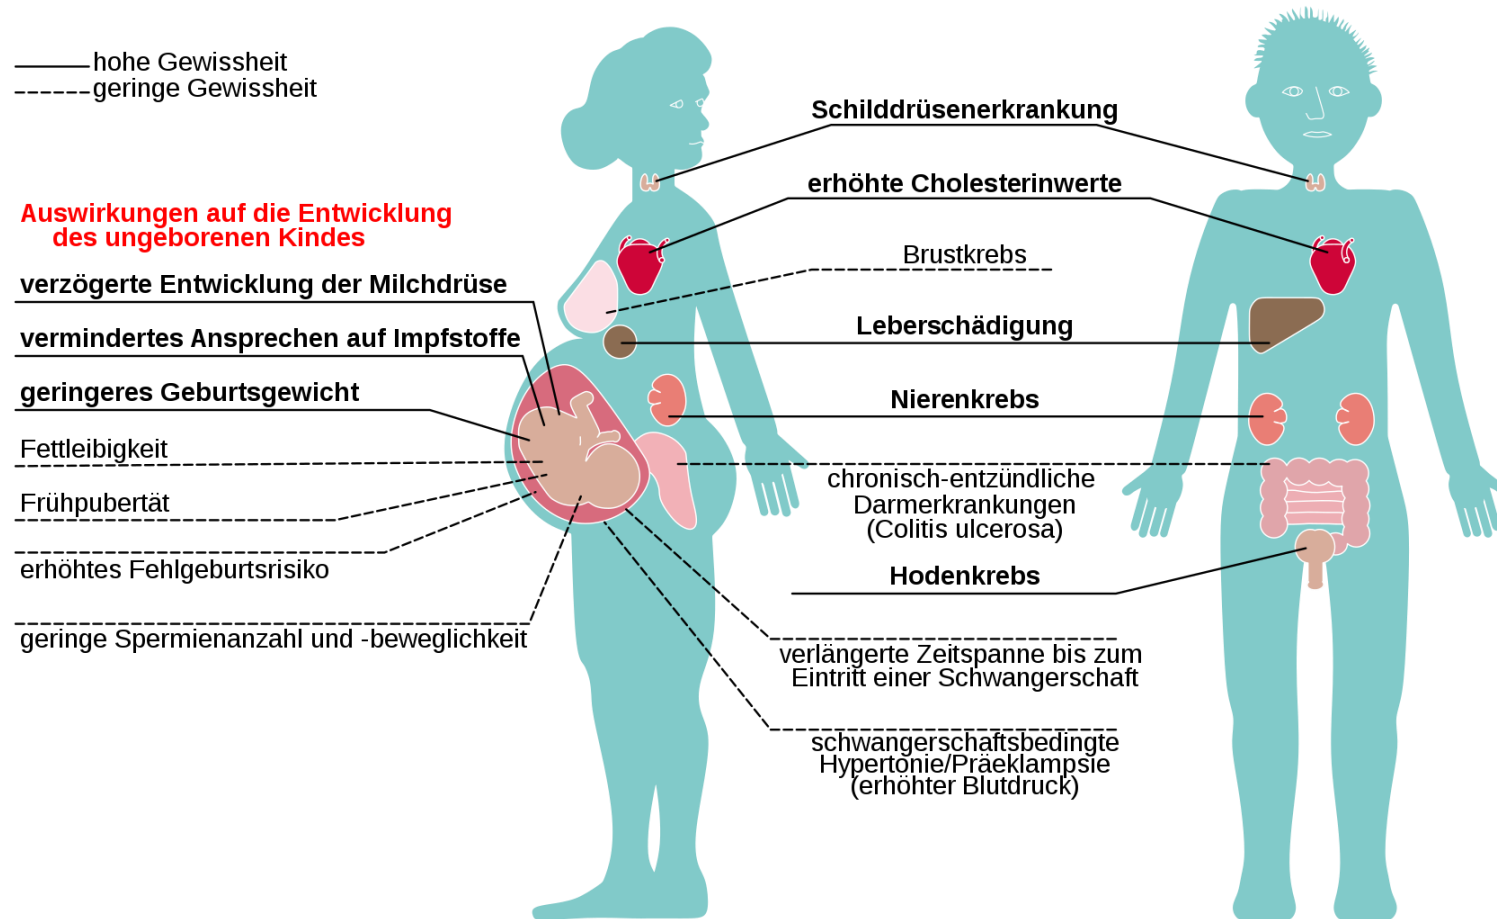 hohe Gewissheit
geringe Gewissheit
Auswirkungen auf die Entwicklung
des ungeborenen Kindes
verzögerte Entwicklung der Milchdrüse
vermindertes Ansprechen auf Impfstoffe
geringeres Geburtsgewicht
Fettleibigkeit
Frühpubertät
erhöhtes Fehlgeburtsrisiko
geringe Spermienanzahl und -beweglichkeit
Schilddrüsenerkrankung
erhöhte Cholesterinwerte
Brustkrebs
Leberschädigung
Nierenkrebs
chronisch-entzündliche
Darmerkrankungen
(Colitis ulcerosa)
Hodenkrebs
verlängerte Zeitspanne bis zum
Eintritt einer Schwangerschaft
schwangerschaftsbedingte
Hypertonie/Präeklampsie
(erhöhter Blutdruck)